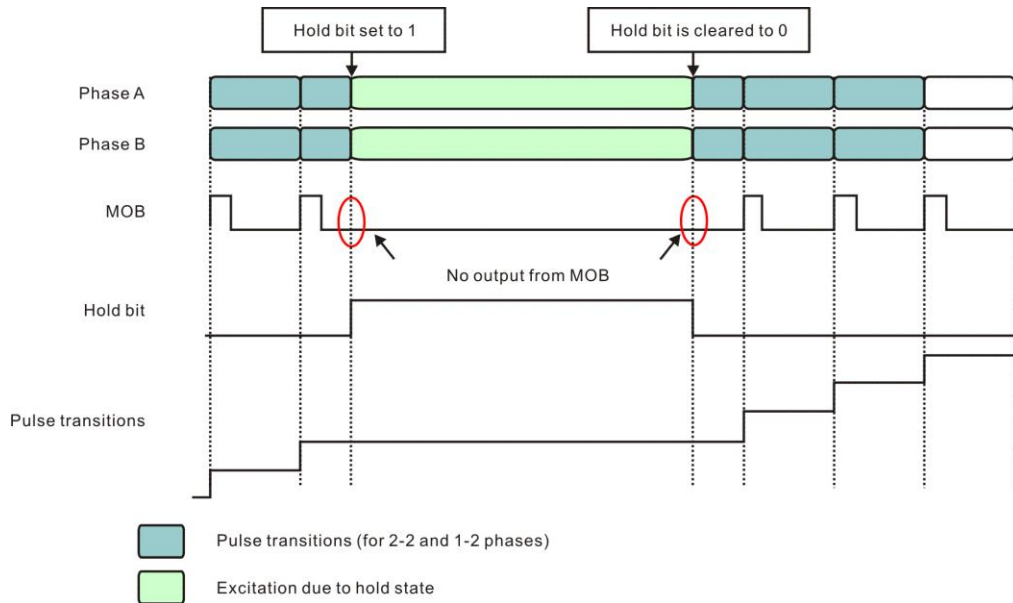 Hold bit set to 1
Hold bit is cleared to 0
Phase A
Phase B
MOB
No output from MOB
Hold bit
Pulse transitions
Pulse transitions (for 2-2 and 1-2 phases)
Excitation due to hold state